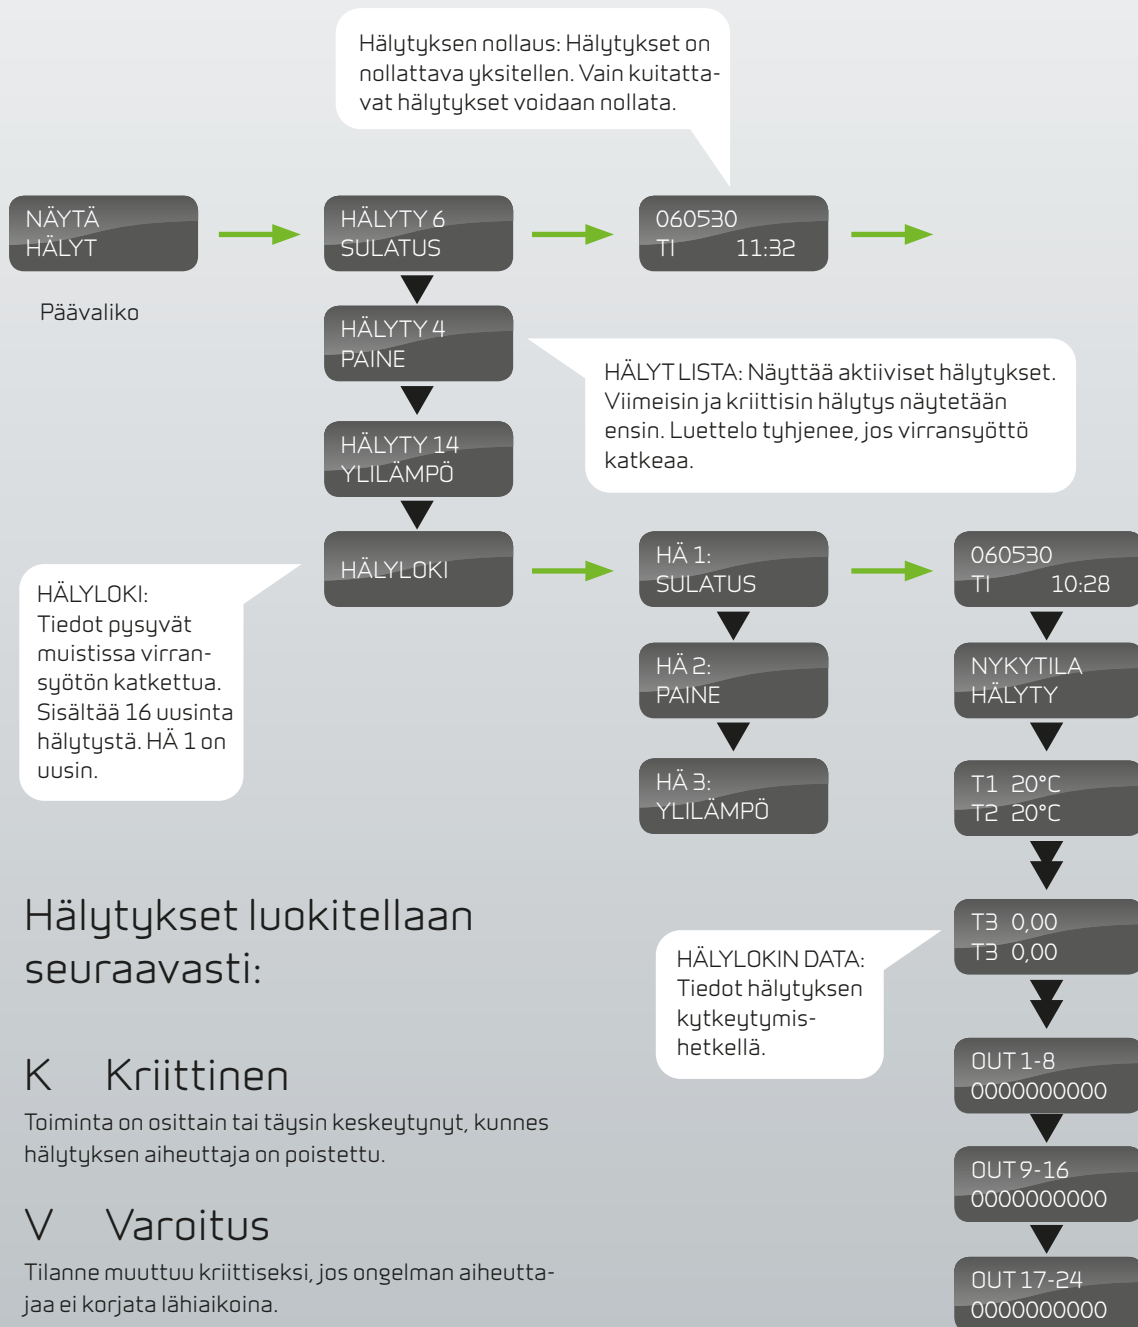 Hälytyksen nollaus: Hälytykset on
nollattava yksitellen. Vain kuitatta-
vat hälytykset voidaan nollata.
NÄYTÄ
HÄLYT
Päävaliko
HÄLYTY 6
SULATUS
060530
TI 11:32
HÄLYTY 4
PAINE
HÄLYT LISTA: Näyttää aktiiviset hälytykset.
Viimeisin ja kriittisin hälytys näytetään
ensin. Luettelo tyhjenee, jos virransyöttö
katkeaa.
HÄLYTY 14
YLILÄMPÖ
HÄLYLOKI
HÄLYLOKI:
Tiedot pysyvät
muistissa virran-
syötön katkettua.
Sisältää 16 uusinta
hälytystä. HÄ 1 on
uusin.
HÄ 1:
SULATUS
HÄ 2:
PAINE
HÄ 3:
YLILÄMPÖ
060530
TI 10:28
NYKYTILA
HÄLYTY
T1 20°C
T2 20°C
T3 0,00
T3 0,00
HÄLYLOKIN DATA:
Tiedot hälytyksen
kytkeytymis-
hetkellä.
OUT 1-8
0000000000
OUT 9-16
0000000000
OUT 17-24
0000000000
Hälytykset luokitellaan
seuraavasti:
K Kriittinen
Toiminta on osittain tai täysin keskeytynyt, kunnes
hälytyksen aiheuttaja on poistettu.
V Varoitus
Tilanne muuttuu kriittiseksi, jos ongelman aiheutta-
jaa ei korjata lähiaikoina.